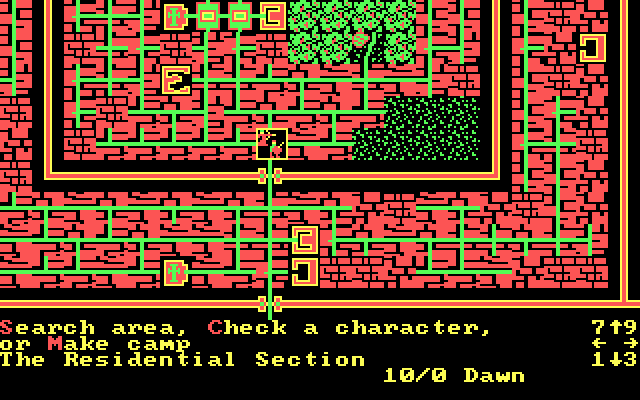 Search area, Check a character, 7↑9
or Make camp ← →
The Residential Section 1↓3
10/0 Dawn